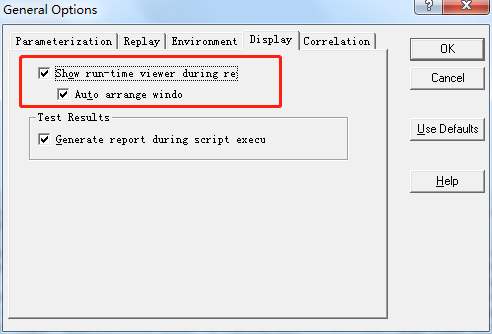 General Options
?
Parameterization Replay Environment Display Correlation
Show run-time viewer during re
Auto arrange windo
Test Results
Generate report during script execu
OK
Cancel
Use Defaults
Help